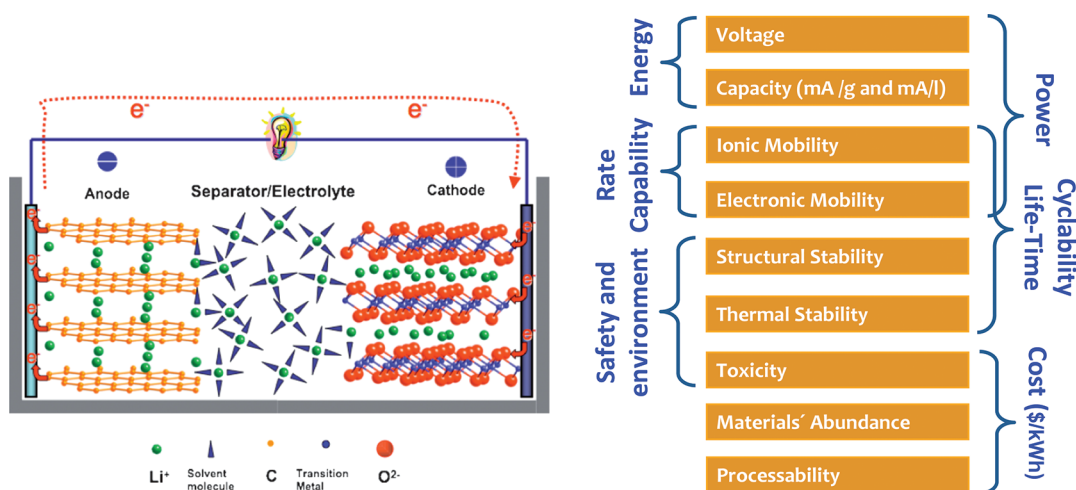 e-
e-
Anode
Separator/Electrolyte
Cathode
e-
e-
e-
e-
e-
e-
e-
e-
Li+
Solvent
molecule
C
Transition
Metal
O2-
Energy
Voltage
Capacity (mA /g and mA/l)
Rate
Capability
Ionic Mobility
Electronic Mobility
Safety and
environment
Structural Stability
Thermal Stability
Toxicity
Materials´ Abundance
Processability
Power
Cyclability
Life-Time
Cost ($/kWh)